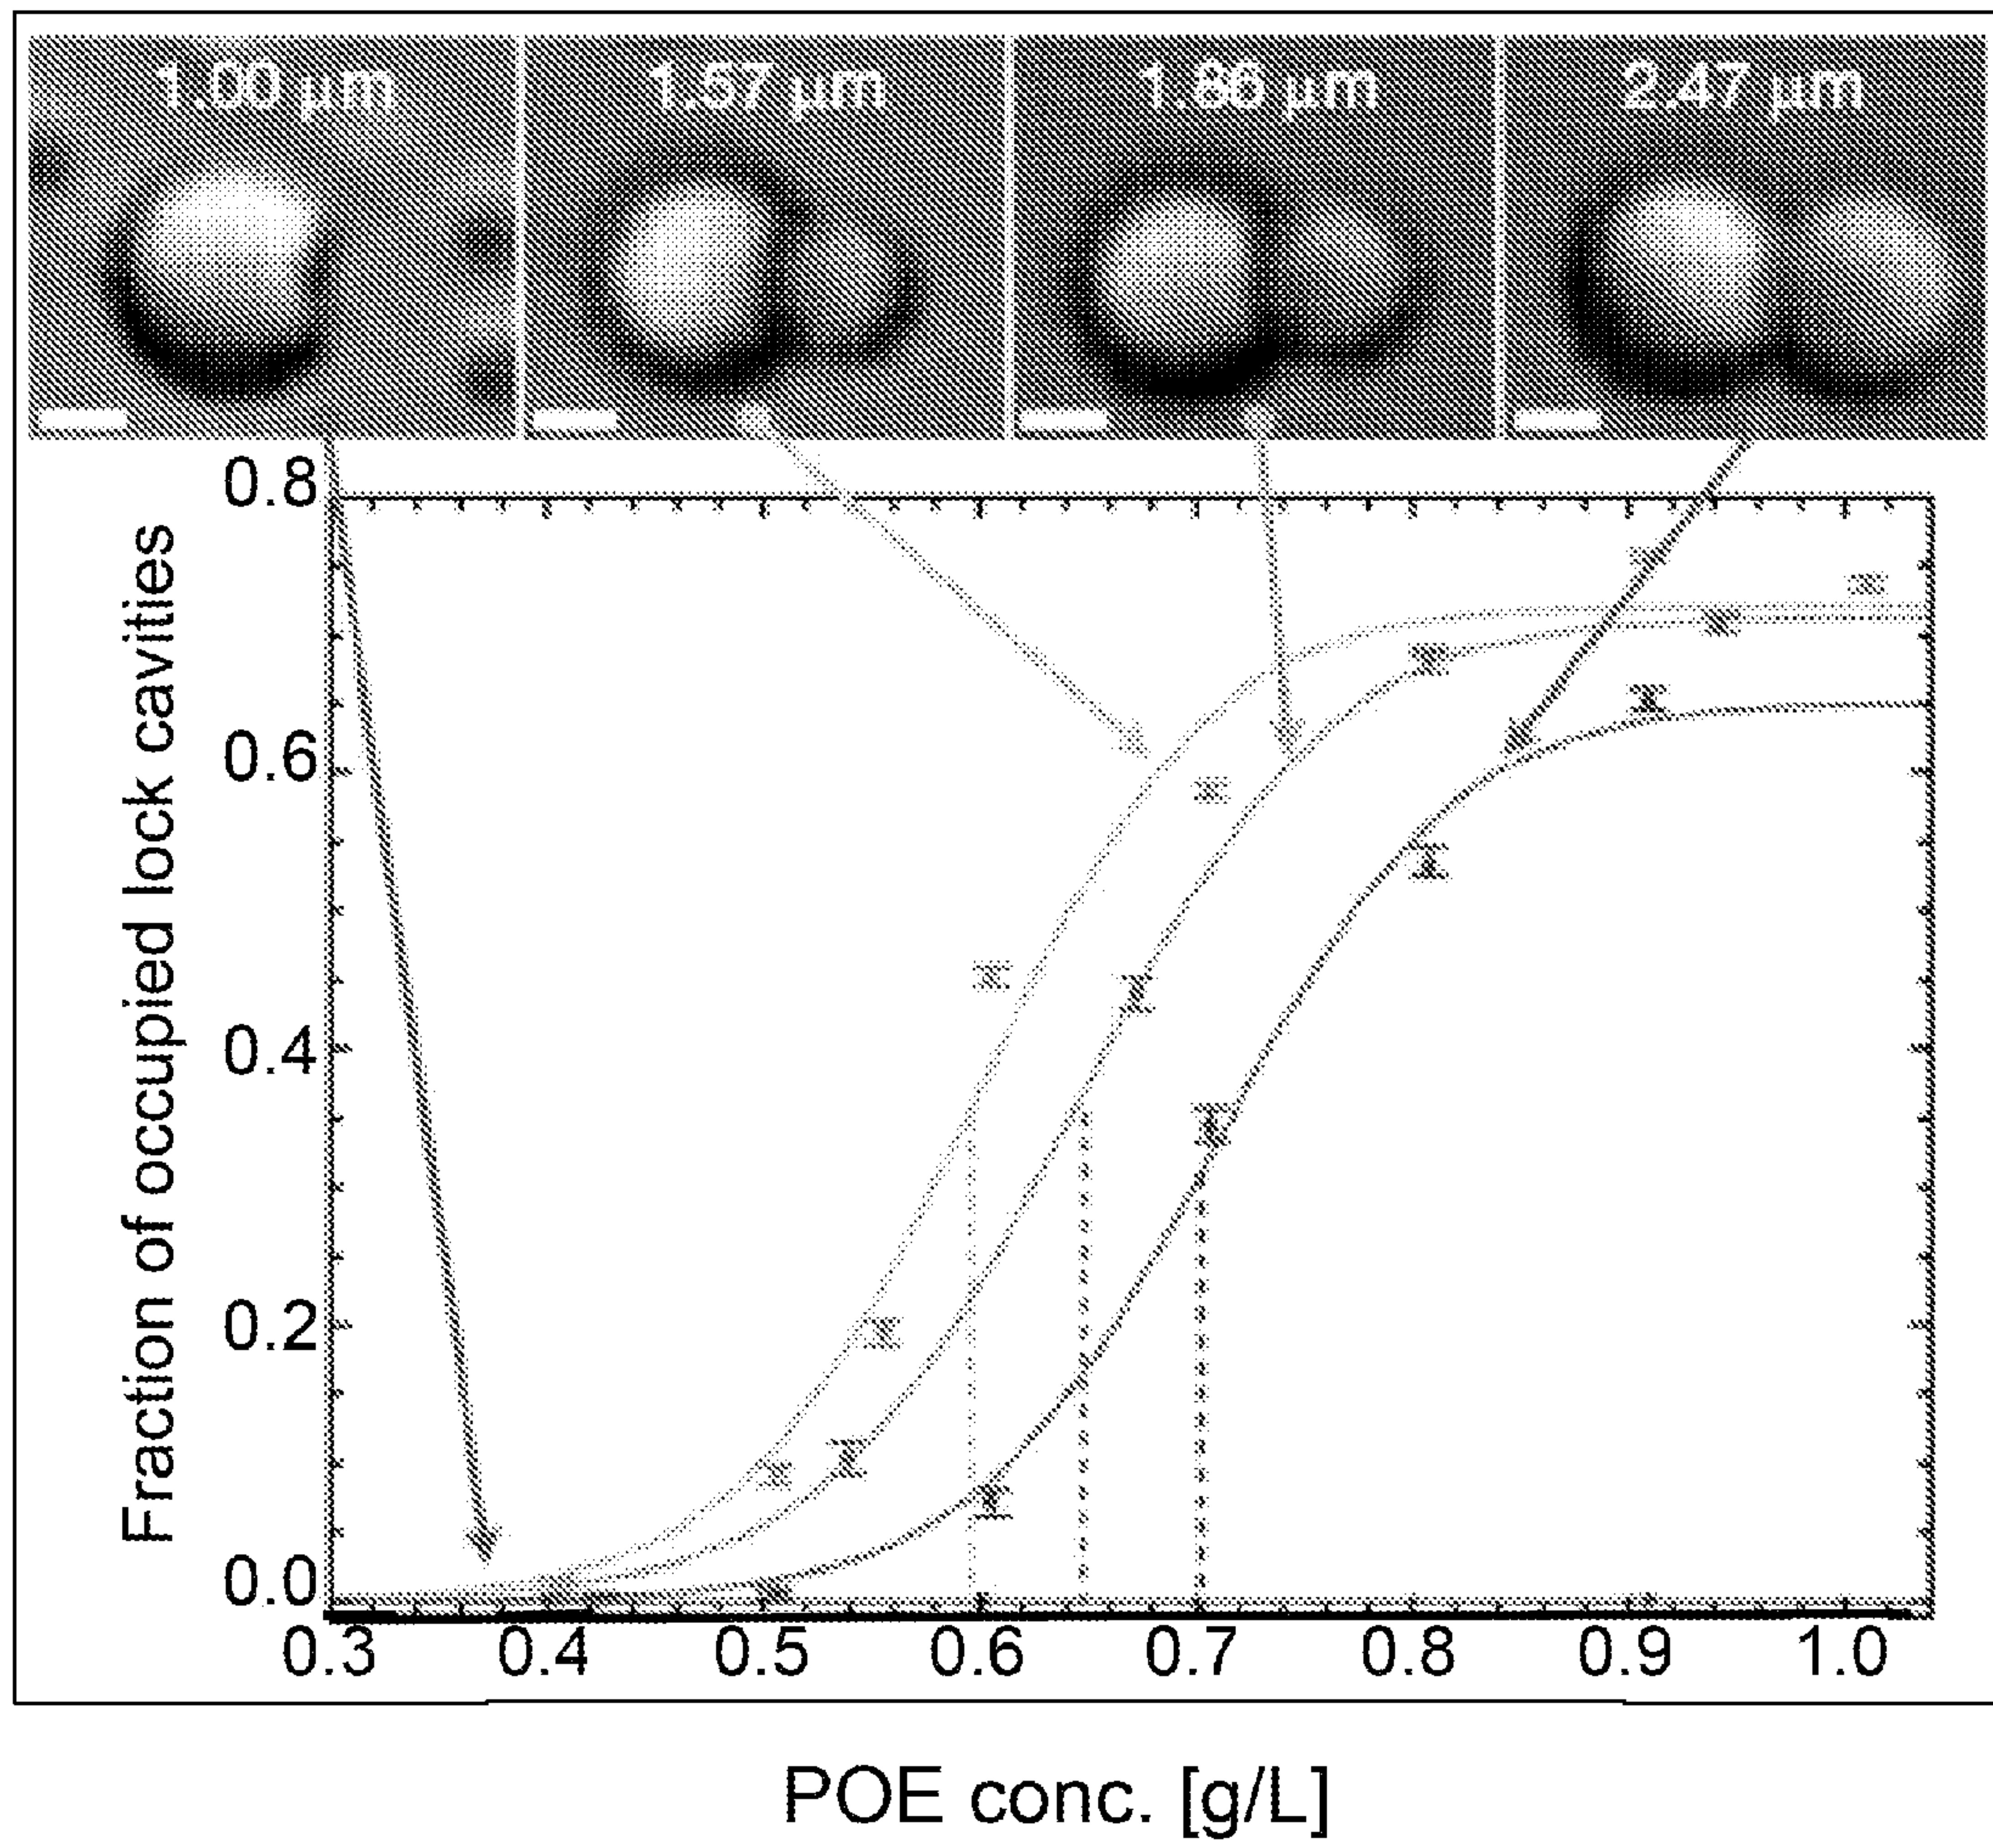 1.00 μm 1.57 μm 1.86 μm 2.47 μm
Fraction of occupied lock cavities
0.8
0.6
0.4
0.2
0.0
0.3 0.4 0.5 0.6 0.7 0.8 0.9 1.0
POE conc. [g/L]